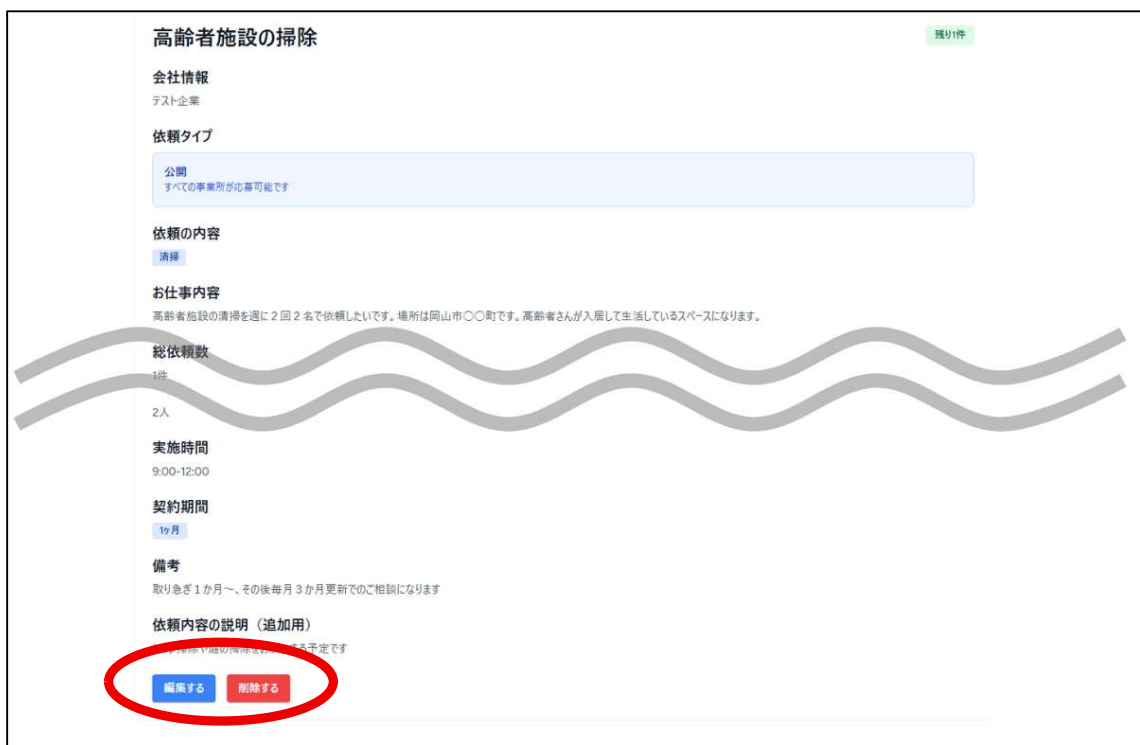 高齢者施設の掃除
残り1件
会社情報
テスト企業
依頼タイプ
公開
すべての事業所が応募可能です
依頼の内容
清掃
お仕事内容
高齢者施設の清掃を週に２回２名で依頼したいです。場所は岡山市〇〇町です。高齢者さんが入居して生活しているスペースになります。
総依頼数
1件
2人
実施時間
9:00-12:00
契約期間
1ヶ月
備考
取り急ぎ１か月～、その後毎月３か月更新でのご相談になります
依頼内容の説明（追加用）
する予定です
編集する
削除する